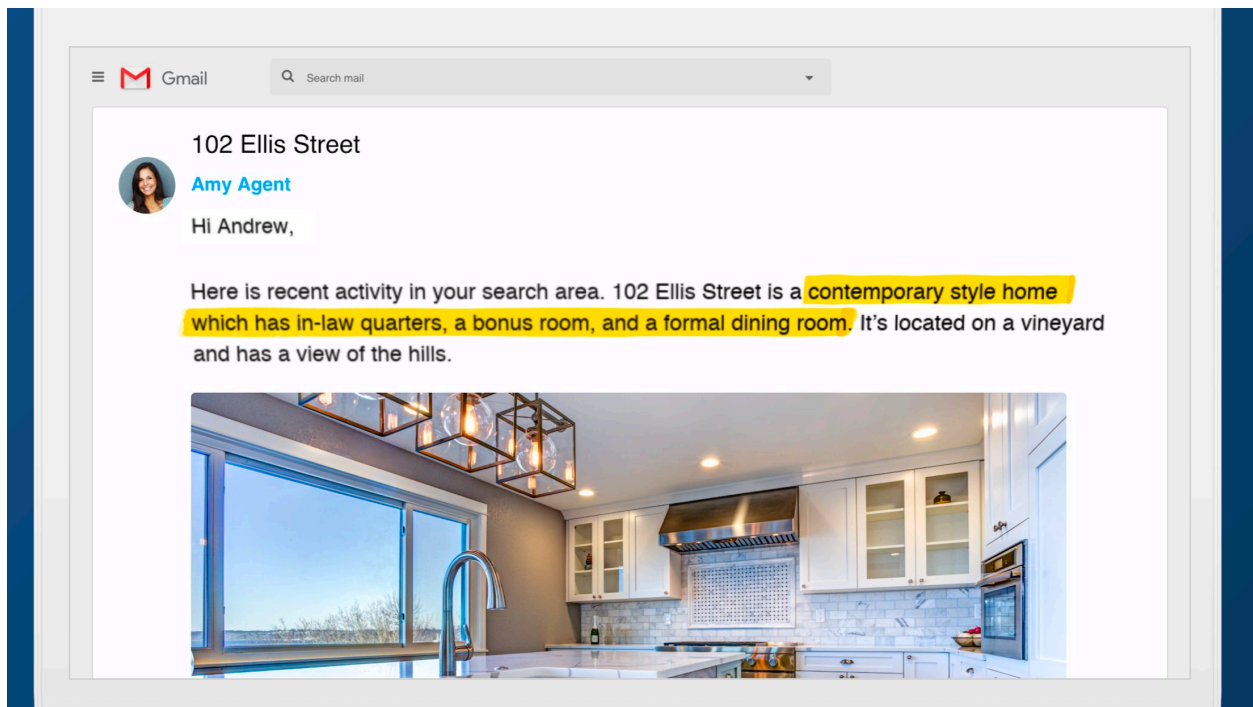 Gmail
Search mail
102 Ellis Street
Amy Agent
Hi Andrew,
Here is recent activity in your search area. 102 Ellis Street is a contemporary style home
which has in-law quarters, a bonus room, and a formal dining room. It's located on a vineyard
and has a view of the hills.